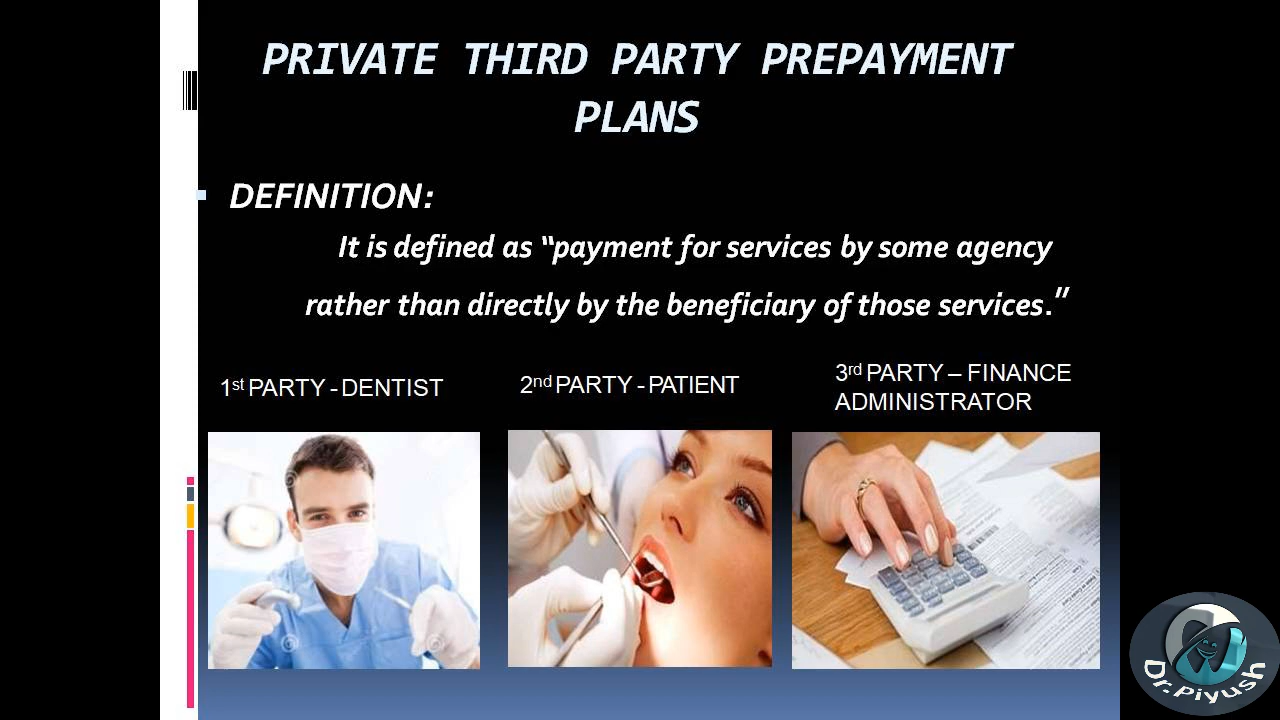 PRIVATE THIRD PARTY PREPAYMENT
PLANS
DEFINITION:
It is defined as “payment for services by some agency
rather than directly by the beneficiary of those services.”
1st PARTY - DENTIST
2nd PARTY - PATIENT
3rd PARTY – FINANCE
ADMINISTRATOR
Dr.Piyush